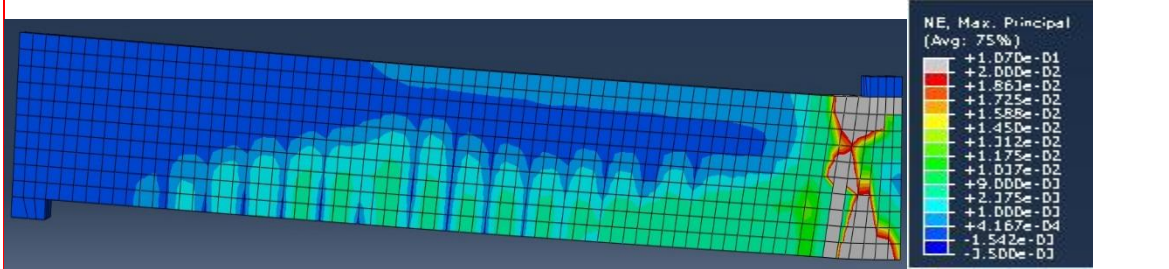 NE, Max. Principal
(Avg: 75%)
+1.070e-01
+2.000e-02
+1.863e-02
+1.725e-02
+1.588e-02
+1.450e-02
+1.312e-02
+1.175e-02
+1.037e-02
+9.000e-03
+2.375e-03
+1.000e-03
+4.167e-04
-1.542e-03
-3.500e-03